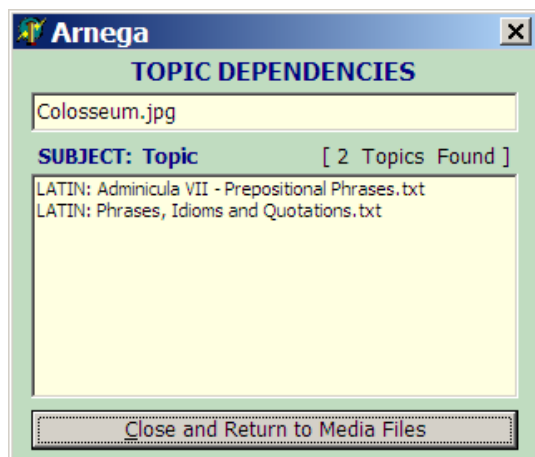 Arnega
TOPIC DEPENDENCIES
Colosseum.jpg
SUBJECT: Topic [ 2 Topics Found ]
LATIN: Adminicula VII - Prepositional Phrases.txt
LATIN: Phrases, Idioms and Quotations.txt
Close and Return to Media Files